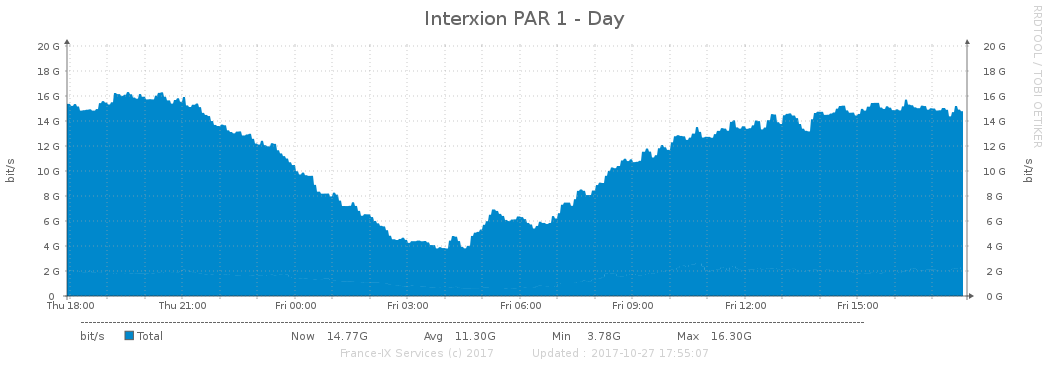 Interxion PAR 1 - Day
RRDTOOL / TOBI OETIKER
bit/s
bit/s
20 G 20 G
18 G 18 G
16 G 16 G
14 G 14 G
12 G 12 G
10 G 10 G
8 G 8 G
6 G 6 G
4 G 4 G
2 G 2 G
0 0 G
Thu 18:00 Thu 21:00 Fri 00:00 Fri 03:00 Fri 06:00 Fri 09:00 Fri 12:00 Fri 15:00
bit/s Total Now 14.77G Avg 11.30G Min 3.78G Max 16.30G
France-IX Services (c) 2017 Updated : 2017-10-27 17:55:07